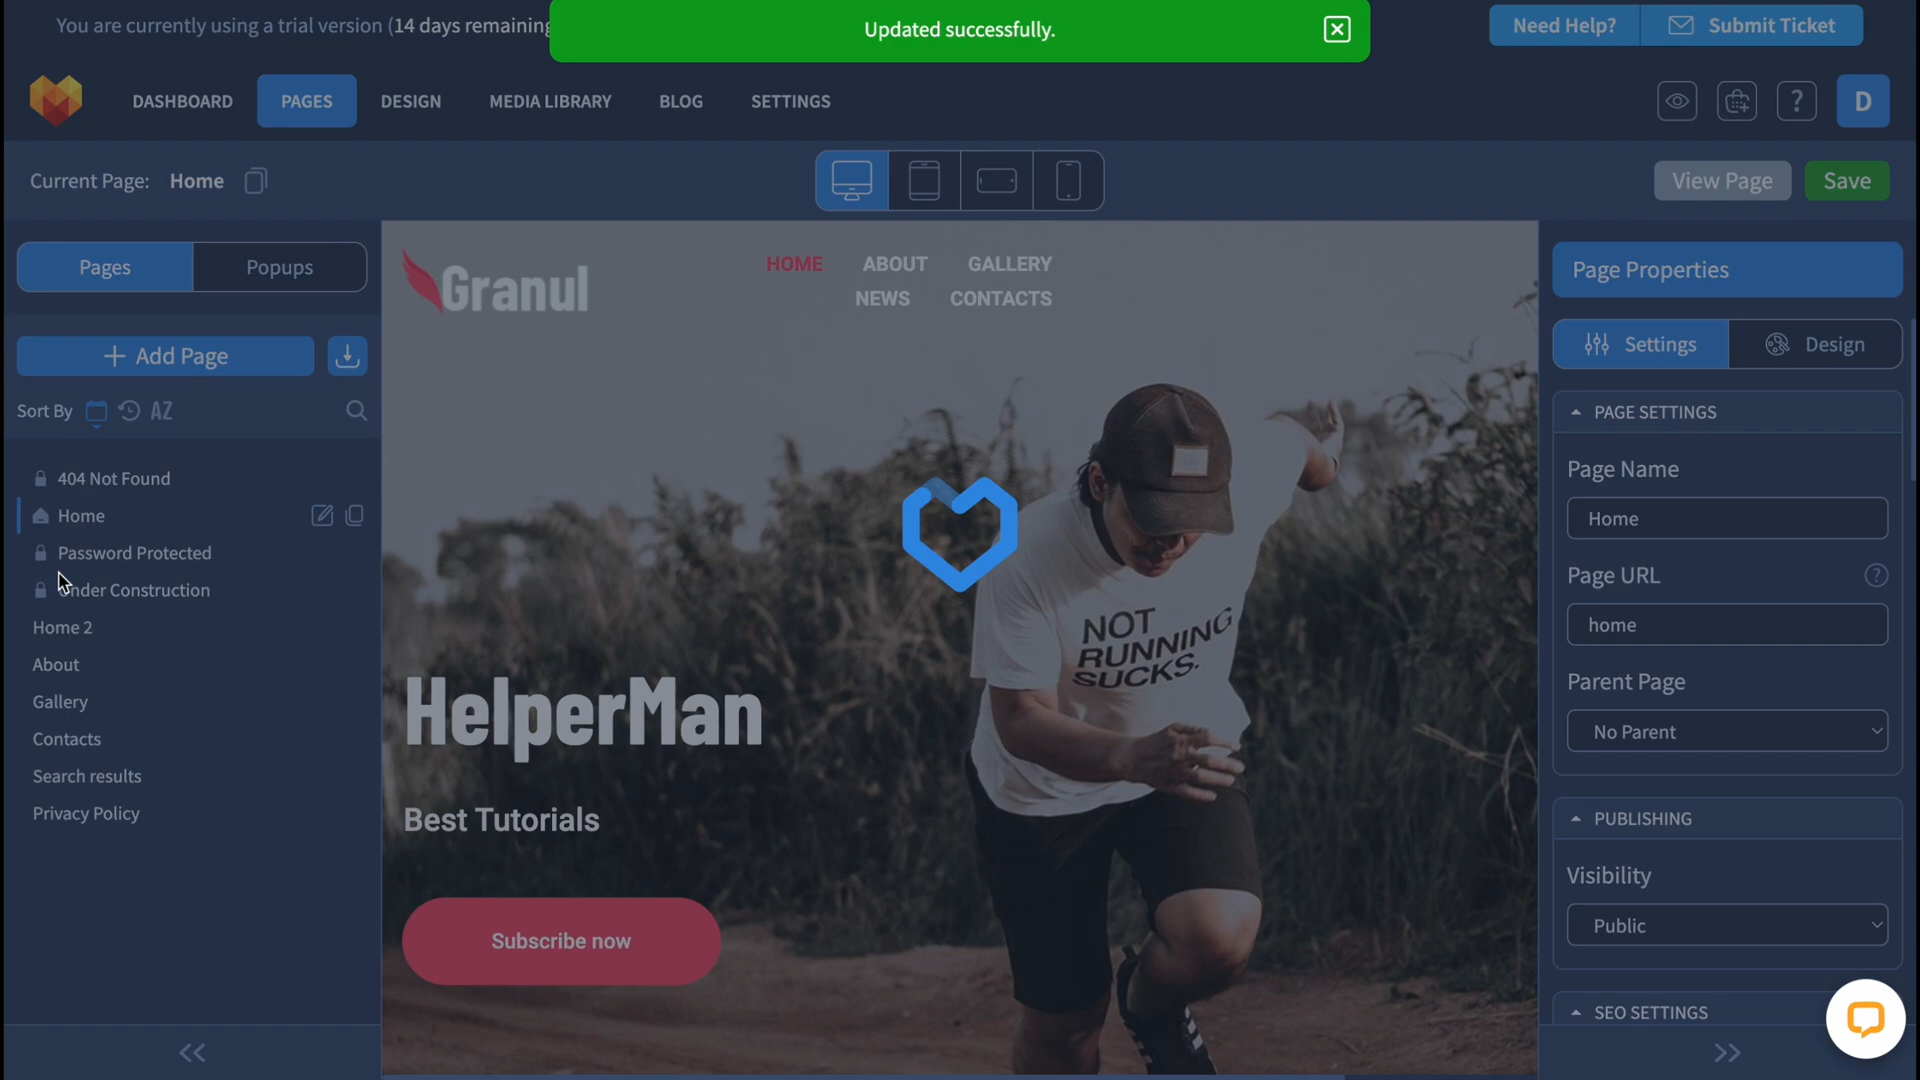 You are currently using a trial version (14 days remaining
Updated successfully.
Need Help?
Submit Ticket
DASHBOARD
PAGES
DESIGN
MEDIA LIBRARY
BLOG
SETTINGS
?
D
Current Page: Home
View Page
Save
Pages
Popups
+ Add Page
Sort By
AZ
404 Not Found
Home
Password Protected
Under Construction
Home 2
About
Gallery
Contacts
Search results
Privacy Policy
Granul
HOME ABOUT GALLERY
NEWS CONTACTS
NOT
RUNNING
SUCKS.
HelperMan
Best Tutorials
Subscribe now
Page Properties
Settings
Design
PAGE SETTINGS
Page Name
Home
Page URL
?
home
Parent Page
No Parent
PUBLISHING
Visibility
Public
SEO SETTINGS